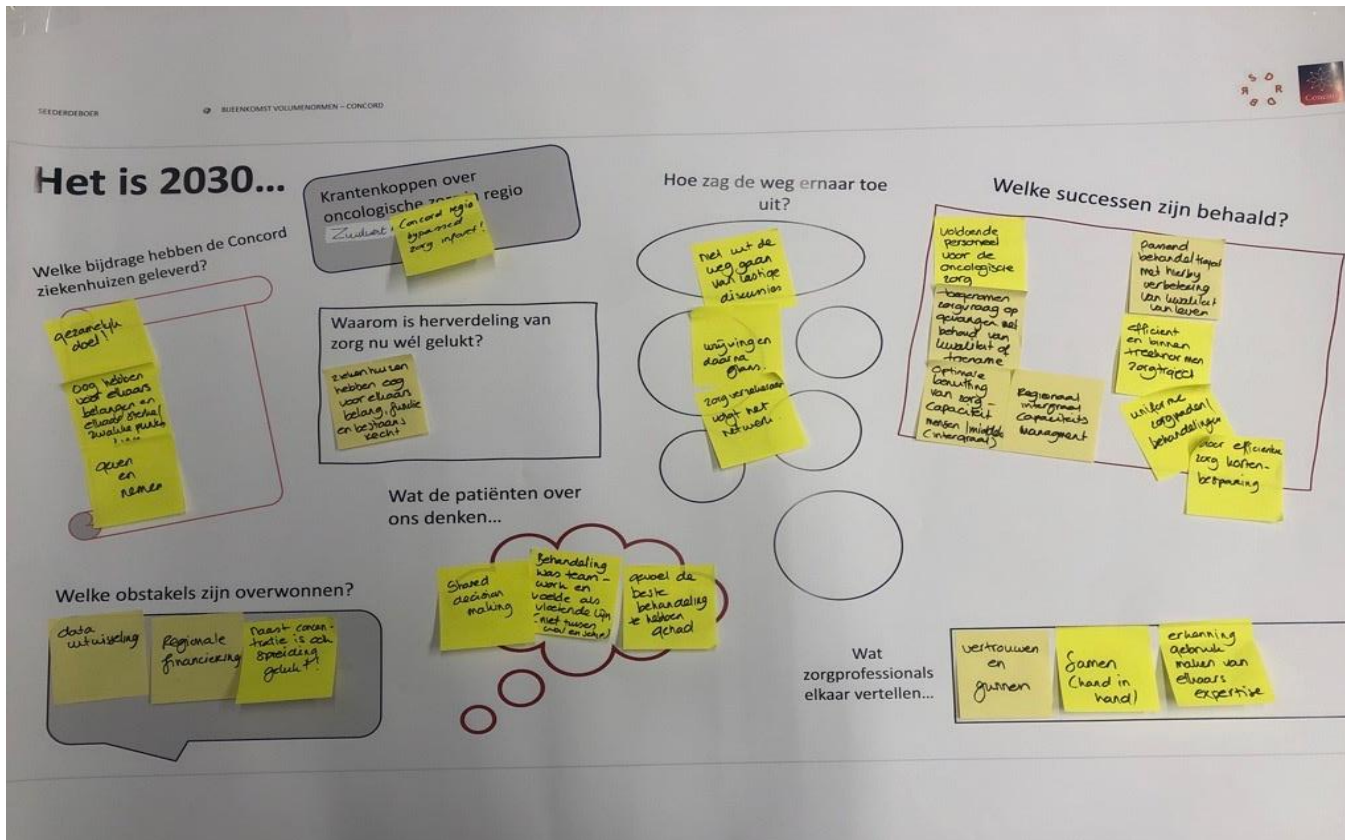 SEEDERDEBOER
BIJEENKOMST VOLUMENORMEN – CONCORD
S O
R R
B O
Concord
Het is 2030...
Krantenkoppen over
oncologische zorg in regio
Zuidwest:
Concord regio
bypassed
zorg infarct!
Welke bijdrage hebben de Concord
ziekenhuizen geleverd?
gezamelijk
doel!
oog hebben
voor elkaars
belangen en
elkaars sterke/
zwakke punten
geven
en
nemen
Waarom is herverdeling van
zorg nu wél gelukt?
ziekenhuizen
hebben oog
voor elkaars
belang, functie
en bestaans
recht
Hoe zag de weg ernaar toe
uit?
niet uit de
weg gaan
van lastige
discussies
wrijving en
daarna
glans.
zorgverzekeraar
volgt het
netwerk
Welke successen zijn behaald?
voldoende
personeel
voor de
oncologische
zorg
toegenomen
zorgvraag op
gevangen met
behoud van
kwaliteit of
toename
optimale
benutting
van zorg-
capaciteit
mensen/middelen
(integraal)
Regionaal
intergraal
capaciteits
managment
passend
behandeltraject
met hierbij
verbetering
van kwaliteit
van leven
efficient
en binnen
treeknormen
zorgtraject
uniforme
zorgpaden/
behandelingen
door efficientie
zorg kosten-
besparing
Wat de patiënten over
ons denken...
Shared
decision
making
Behandeling
was team-
work en
voelde als
vloeiende lijn
(niet tussen
wal en schip)
gevoel de
beste
behandeling
te hebben
gehad
Welke obstakels zijn overwonnen?
data
uitwisseling
Regionale
financiering
naast concen-
tratie is ook
spreiding
gelukt!
Wat
zorgprofessionals
elkaar vertellen...
vertrouwen
en
gunnen
Samen
(hand in
hand)
erkenning
gebruik
maken van
elkaars
expertise